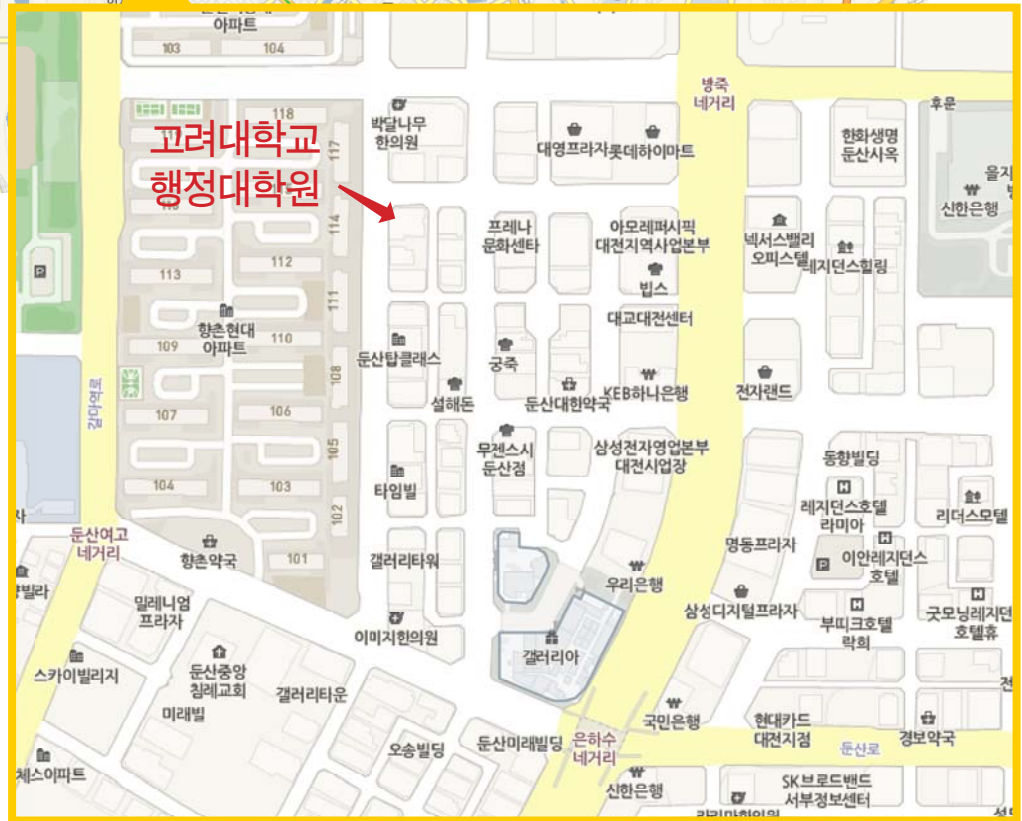 아파트
103
104
방죽
네거리
후문
118
박달나무
한의원
117
대영프라자
롯데하이마트
한화생명
둔산사옥
고려대학교
행정대학원
신한은행
114
프레나
문화센타
아모레퍼시픽
대전지역사업본부
넥서스밸리
오피스텔
레지던스힐링
P
113
112
빕스
111
대교대전센터
향촌현대
아파트
109
110
둔산탑클래스
궁죽
108
설해돈
둔산대한약국
KEB하나은행
전자랜드
갈마역로
107
106
무젠스시
둔산점
삼성전자영업본부
대전사업장
105
동향빌딩
104
103
타임빌
레지던스호텔
라미아
리더스모텔
102
둔산여고
네거리
향촌약국
101
갤러리타워
명동프라자
P
이안레지던스
호텔
우리은행
밀레니엄
프라자
삼성디지털프라자
부띠크호텔
락희
굿모닝레지던
호텔휴
이미지한의원
갤러리아
스카이빌리지
둔산중앙
침례교회
갤러리타운
미래빌
국민은행
현대카드
대전지점
경보약국
오송빌딩
둔산미래빌딩
은하수
네거리
둔산로
체스아파트
신한은행
SK브로드밴드
서부정보센터